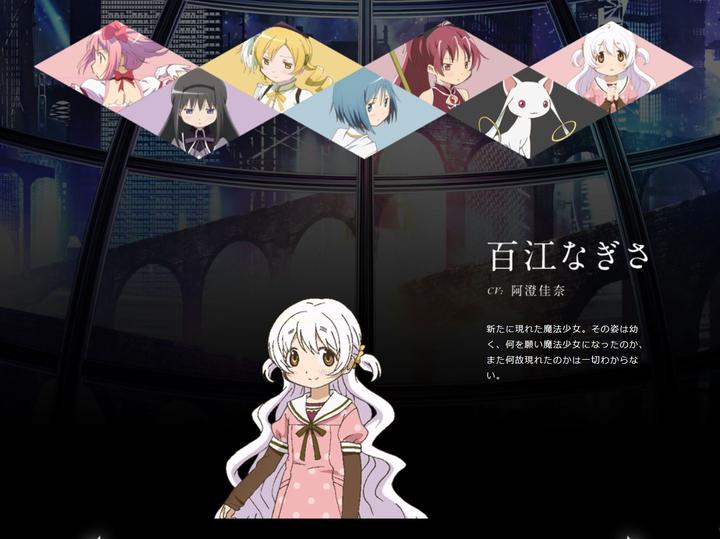 百江なぎさ
CV: 阿澄佳奈
新たに現れた魔法少女。その姿は幼
く、何を願い魔法少女になったのか、
また何故現れたのかは一切わからな
い。